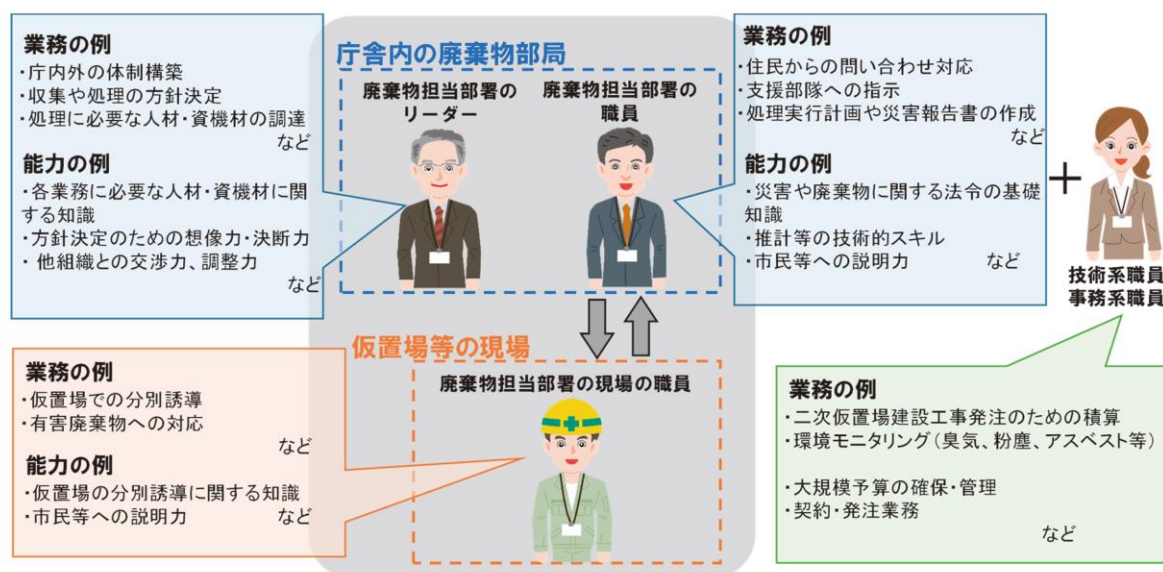 業務の例
・庁内外の体制構築
・収集や処理の方針決定
・処理に必要な人材・資機材の調達
など
能力の例
・各業務に必要な人材・資機材に関
する知識
・方針決定のための想像力・決断力
・他組織との交渉力、調整力
など
庁舎内の廃棄物部局
廃棄物担当部署の
リーダー
廃棄物担当部署の
職員
業務の例
・住民からの問い合わせ対応
・支援部隊への指示
・処理実行計画や災害報告書の作成
など
能力の例
・災害や廃棄物に関する法令の基礎
知識
・推計等の技術的スキル
・市民等への説明力 など
+
技術系職員
事務系職員
仮置場等の現場
廃棄物担当部署の現場の職員
業務の例
・仮置場での分別誘導
・有害廃棄物への対応
など
能力の例
・仮置場の分別誘導に関する知識
・市民等への説明力 など
業務の例
・二次仮置場建設工事発注のための積算
・環境モニタリング(臭気、粉塵、アスベスト等)
・大規模予算の確保・管理
・契約・発注業務
など